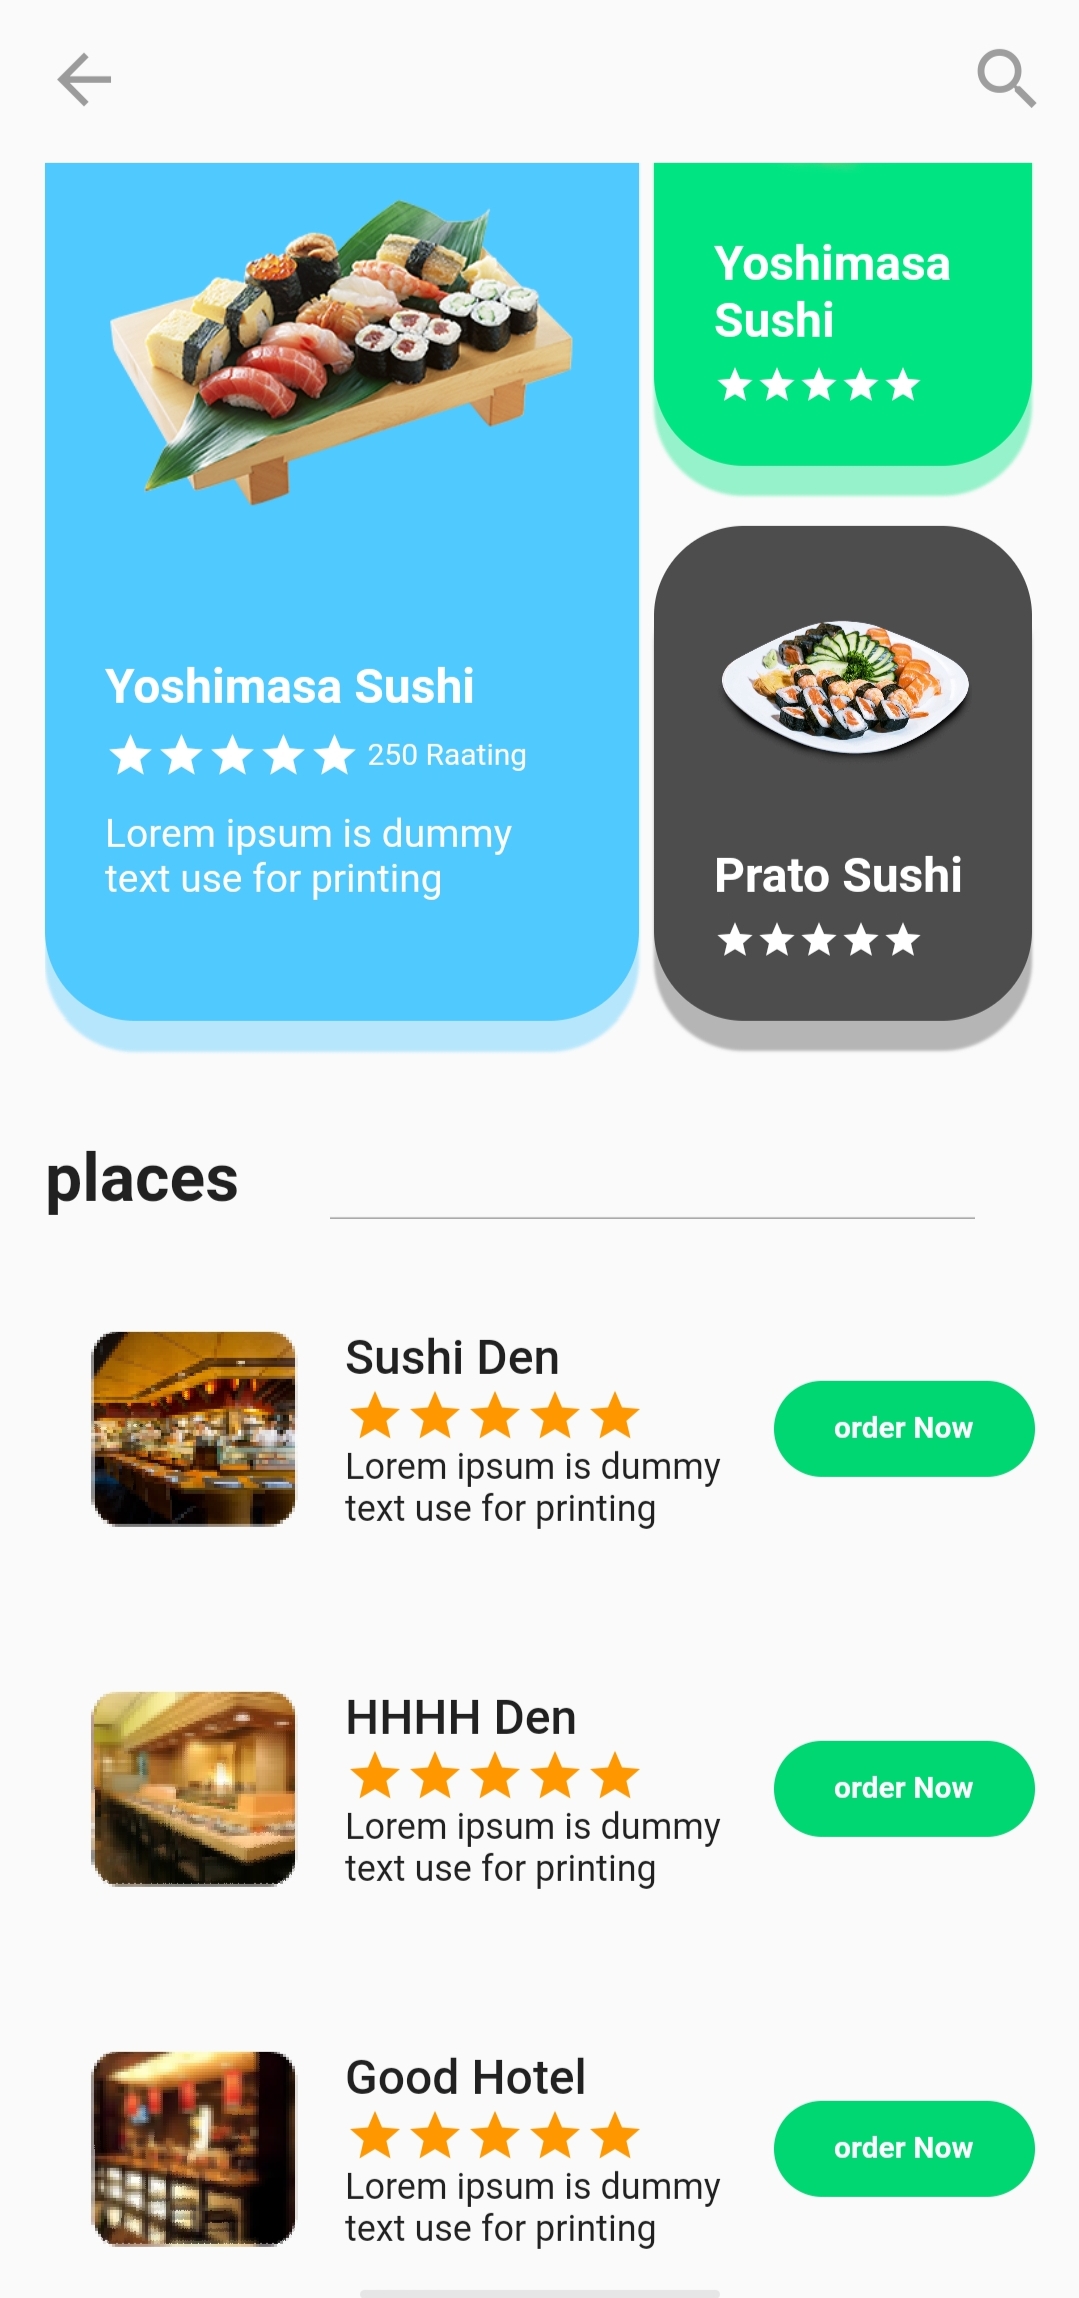 Yoshimasa Sushi
250 Raating
Lorem ipsum is dummy
text use for printing
Yoshimasa
Sushi
Prato Sushi
places
Sushi Den
Lorem ipsum is dummy
text use for printing
order Now
HHHH Den
Lorem ipsum is dummy
text use for printing
order Now
Good Hotel
Lorem ipsum is dummy
text use for printing
order Now